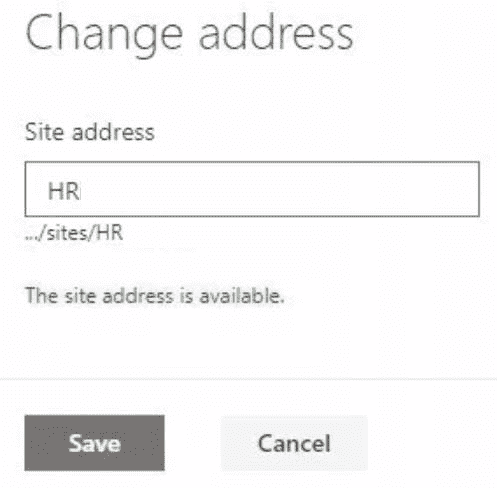 Change address
Site address
HR
.../sites/HR
The site address is available.
Save
Cancel